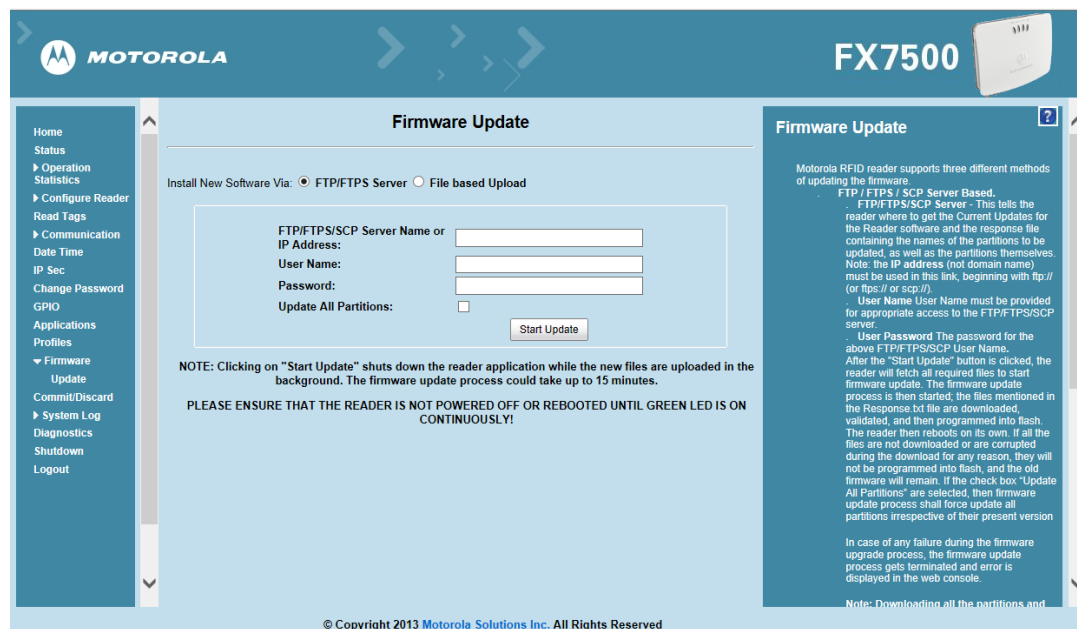 MOTOROLA
FX7500
Home
Status
Operation
Statistics
Configure Reader
Read Tags
Communication
Date Time
IP Sec
Change Password
GPIO
Applications
Profiles
Firmware
Update
Commit/Discard
System Log
Diagnostics
Shutdown
Logout
Firmware Update
Install New Software Via: FTP/FTPS Server File based Upload
FTP/FTPS/SCP Server Name or
IP Address:
User Name:
Password:
Update All Partitions:
Start Update
NOTE: Clicking on "Start Update" shuts down the reader application while the new files are uploaded in the
background. The firmware update process could take up to 15 minutes.
PLEASE ENSURE THAT THE READER IS NOT POWERED OFF OR REBOOTED UNTIL GREEN LED IS ON
CONTINUOUSLY!
?
Firmware Update
Motorola RFID reader supports three different methods
of updating the firmware.
. FTP / FTPS / SCP Server Based.
. FTP/FTPS/SCP Server - This tells the
reader where to get the Current Updates for
the Reader software and the response file
containing the names of the partitions to be
updated, as well as the partitions themselves.
Note: the IP address (not domain name)
must be used in this link, beginning with ftp://
(or ftps:// or scp://).
. User Name User Name must be provided
for appropriate access to the FTP/FTPS/SCP
server.
. User Password The password for the
above FTP/FTPS/SCP User Name.
After the "Start Update" button is clicked, the
reader will fetch all required files to start
firmware update. The firmware update
process is then started; the files mentioned in
the Response.txt file are downloaded,
validated, and then programmed into flash.
The reader then reboots on its own. If all the
files are not downloaded or are corrupted
during the download for any reason, they will
not be programmed into flash, and the old
firmware will remain. If the check box "Update
All Partitions" are selected, then firmware
update process shall force update all
partitions irrespective of their present version
In case of any failure during the firmware
upgrade process, the firmware update
process gets terminated and error is
displayed in the web console.
Note: Downloading all the partitions and
© Copyright 2013 Motorola Solutions Inc. All Rights Reserved